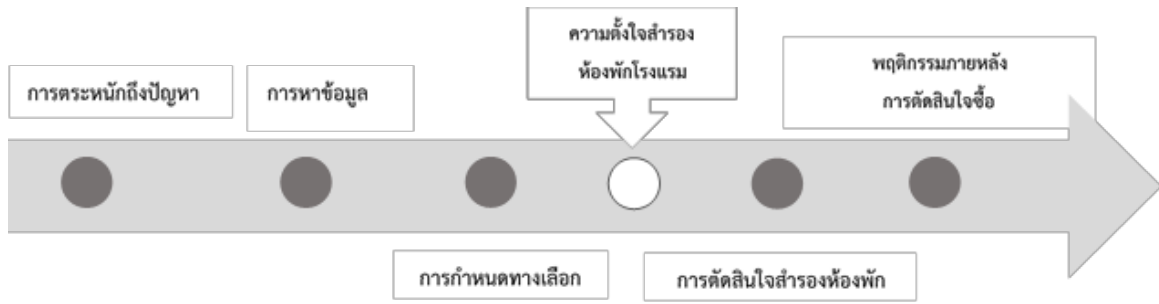 การตระหนักถึงปัญหา
การหาข้อมูล
ความตั้งใจสำรอง
ห้องพักโรงแรม
พฤติกรรมภายหลัง
การตัดสินใจซื้อ
การกำหนดทางเลือก
การตัดสินใจสำรองห้องพัก